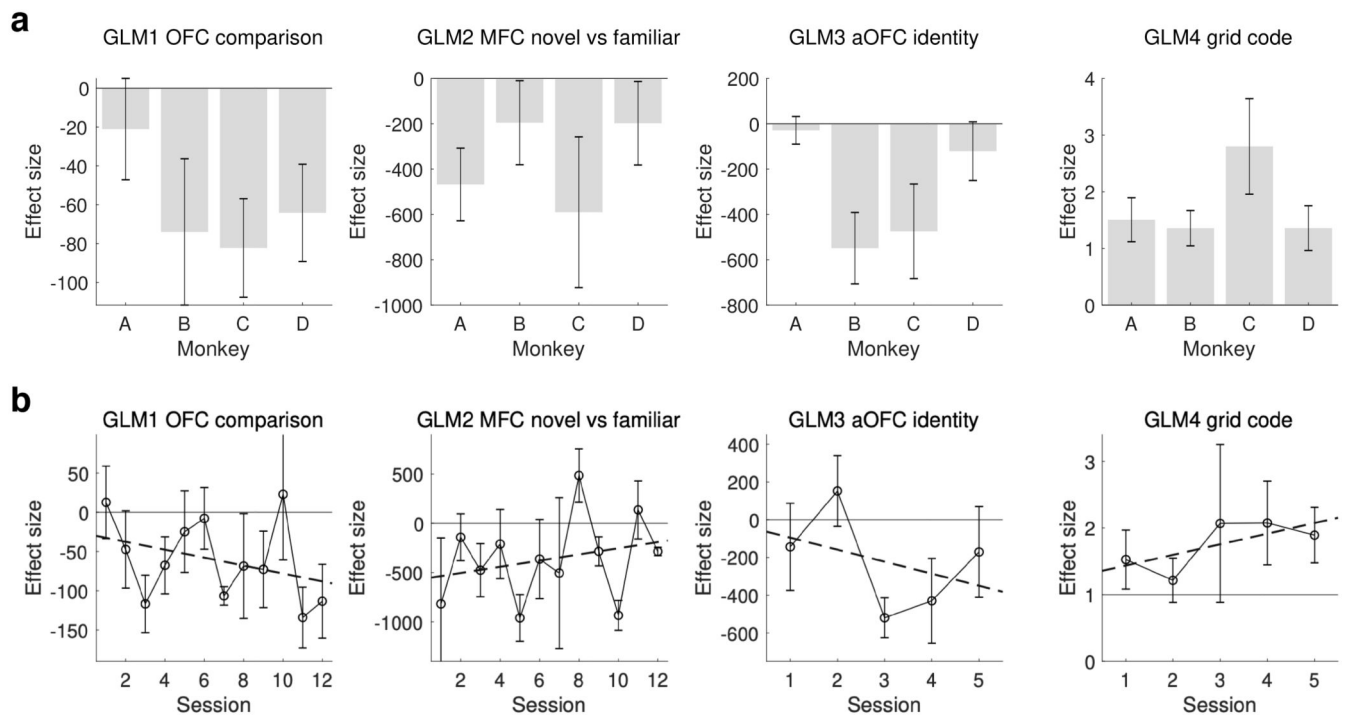 a
GLM1 OFC comparison
GLM2 MFC novel vs familiar
GLM3 aOFC identity
GLM4 grid code
Effect size
0
-20
-40
-60
-80
-100
A B C D
Monkey
Effect size
0
-200
-400
-600
-800
-1000
A B C D
Monkey
Effect size
200
0
-200
-400
-600
-800
A B C D
Monkey
Effect size
4
3
2
1
0
A B C D
Monkey
b
GLM1 OFC comparison
GLM2 MFC novel vs familiar
GLM3 aOFC identity
GLM4 grid code
Effect size
50
0
-50
-100
-150
2 4 6 8 10 12
Session
Effect size
500
0
-500
-1000
2 4 6 8 10 12
Session
Effect size
400
200
0
-200
-400
-600
1 2 3 4 5
Session
Effect size
3
2
1
0
1 2 3 4 5
Session